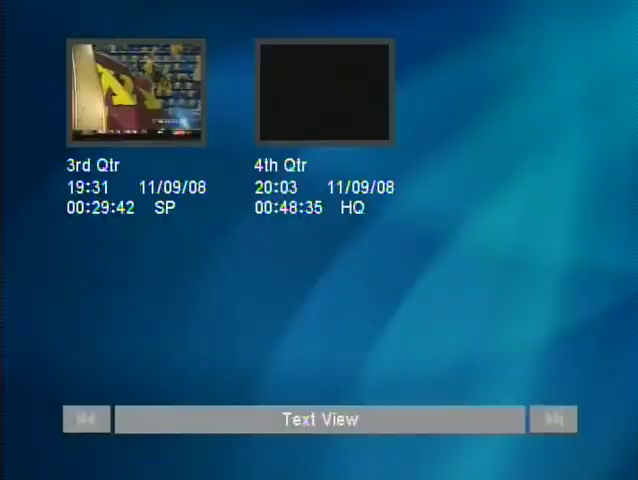 3rd Qtr
19:31 11/09/08
00:29:42 SP
4th Qtr
20:03 11/09/08
00:48:35 HQ
Text View